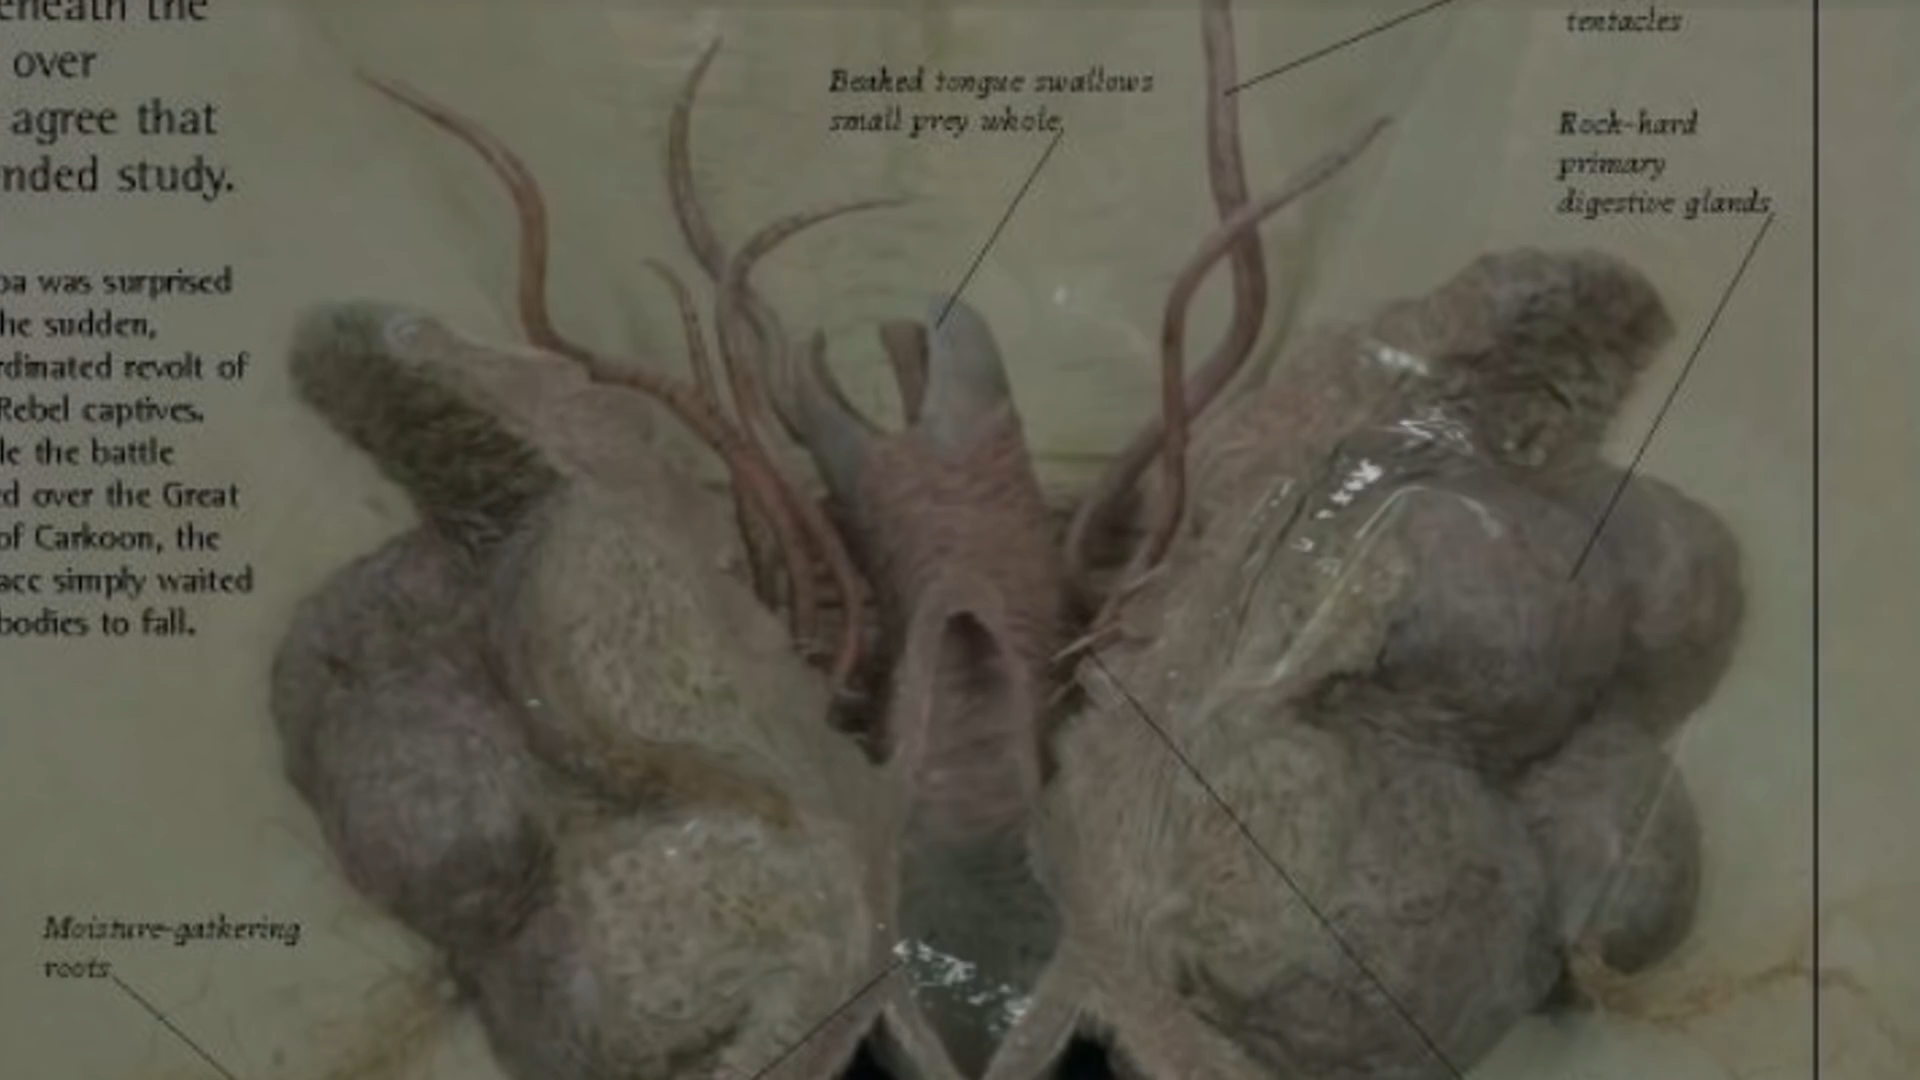 eneath the
over
agree that
nded study.
ba was surprised
he sudden,
rdinated revolt of
Rebel captives.
le the battle
d over the Great
of Carkoon, the
acc simply waited
bodies to fall.
Beaked tongue swallows
small prey whole
tentacles
Rock-hard
primary
digestive glands
Moisture-gathering
roots